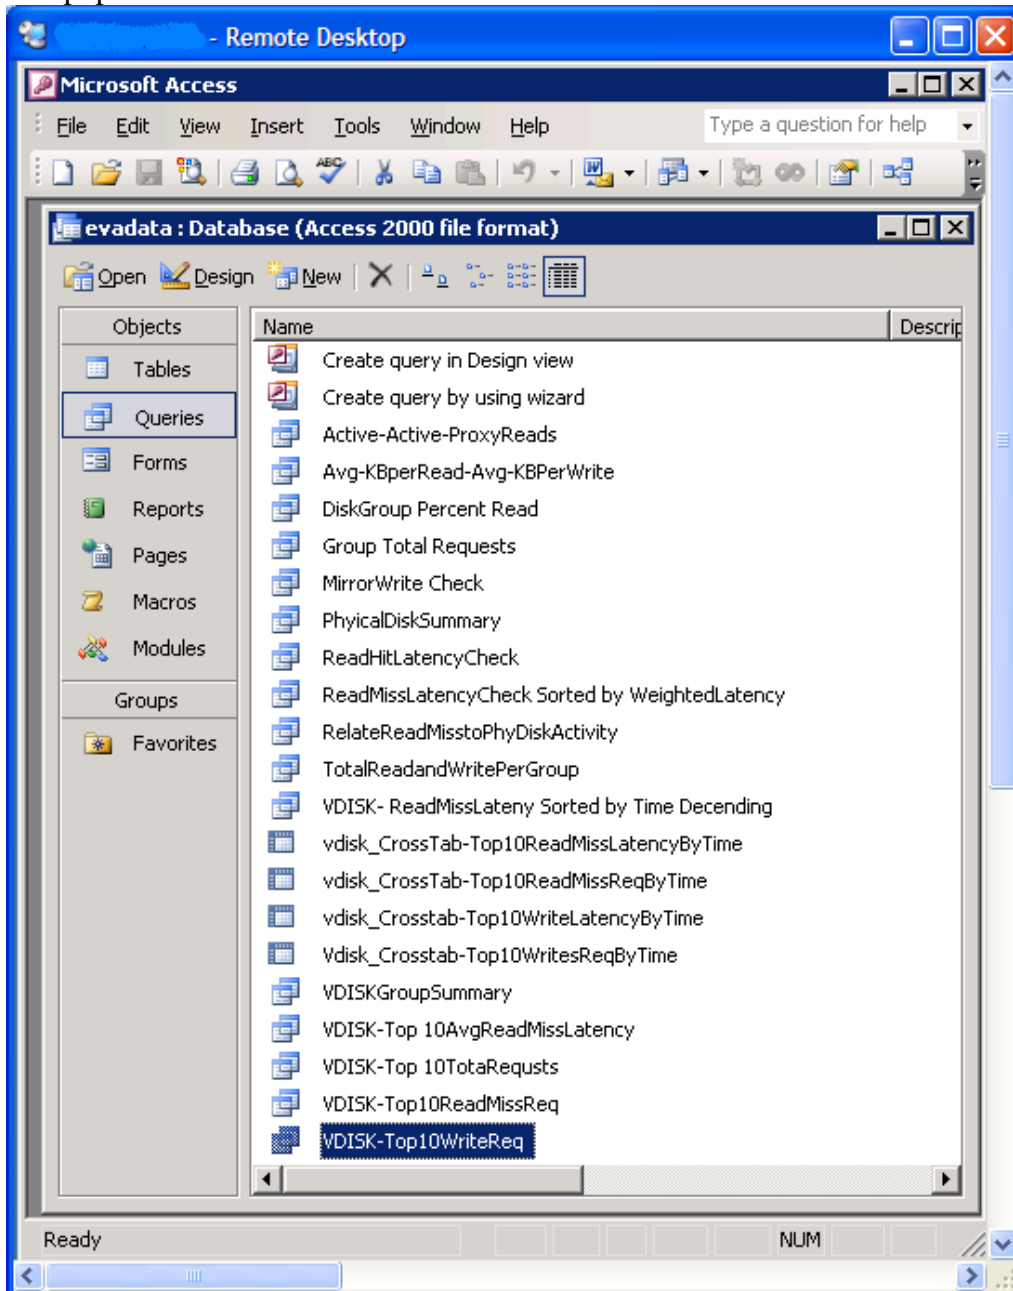 - Remote Desktop
Microsoft Access
File Edit View Insert Tools Window Help Type a question for help
evadata : Database (Access 2000 file format)
Open Design New
Objects
Tables
Queries
Forms
Reports
Pages
Macros
Modules
Groups
Favorites
Name Descrip
Create query in Design view
Create query by using wizard
Active-Active-ProxyReads
Avg-KBperRead-Avg-KBPerWrite
DiskGroup Percent Read
Group Total Requests
MirrorWrite Check
PhyicalDiskSummary
ReadHitLatencyCheck
ReadMissLatencyCheck Sorted by WeightedLatency
RelateReadMisstoPhyDiskActivity
TotalReadandWritePerGroup
VDISK- ReadMissLateny Sorted by Time Decending
vdisk_CrossTab-Top10ReadMissLatencyByTime
vdisk_CrossTab-Top10ReadMissReqByTime
vdisk_Crosstab-Top10WriteLatencyByTime
Vdisk_Crosstab-Top10WritesReqByTime
VDISKGroupSummary
VDISK-Top 10AvgReadMissLatency
VDISK-Top 10TotaRequsts
VDISK-Top10ReadMissReq
VDISK-Top10WriteReq
Ready NUM